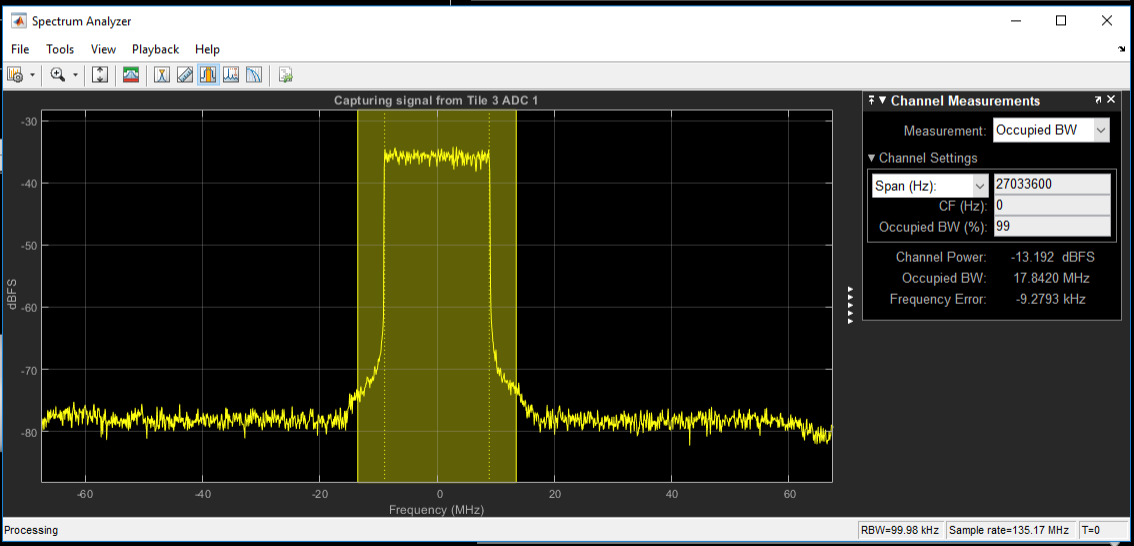 Spectrum Analyzer
File Tools View Playback Help
Capturing signal from Tile 3 ADC 1
-30
-40
-50
-60
-70
-80
dBFS
-60 -40 -20 0 20 40 60
Frequency (MHz)
Channel Measurements
Measurement: Occupied BW
Channel Settings
Span (Hz): 27033600
CF (Hz): 0
Occupied BW (%): 99
Channel Power: -13.192 dBFS
Occupied BW: 17.8420 MHz
Frequency Error: -9.2793 kHz
Processing
RBW=99.98 kHz Sample rate=135.17 MHz T=0